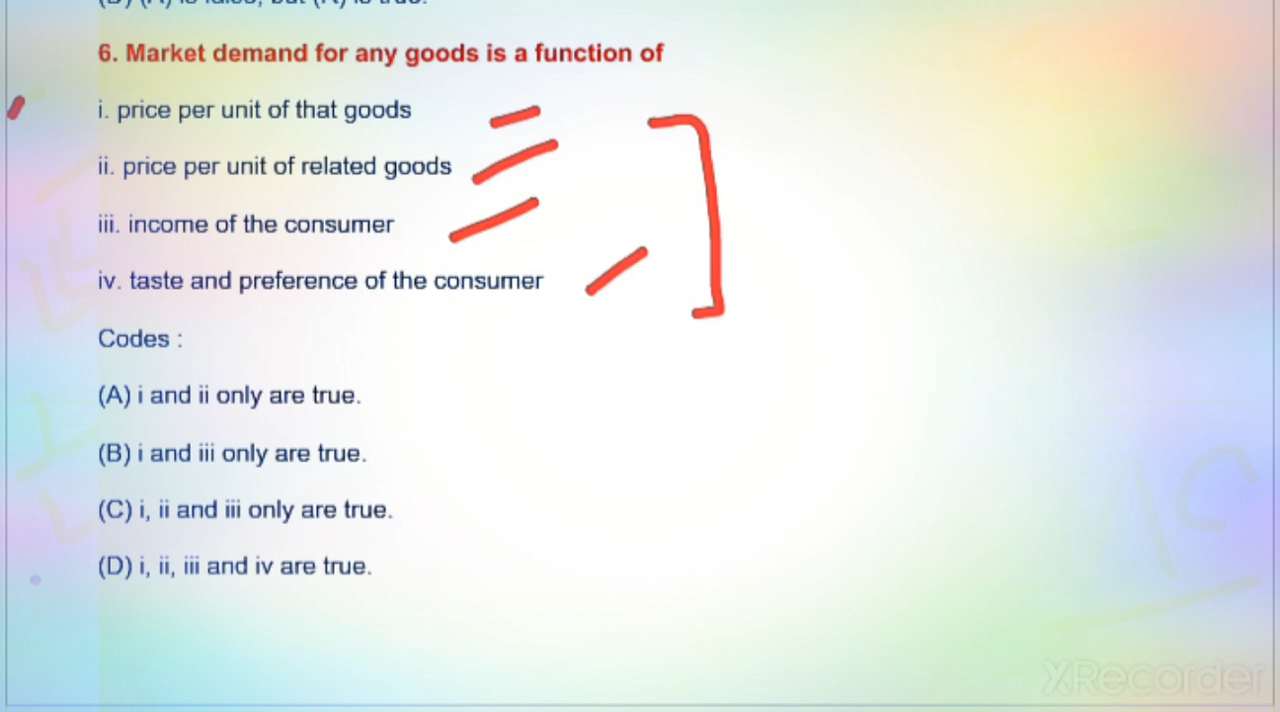 6. Market demand for any goods is a function of
i. price per unit of that goods
ii. price per unit of related goods
iii. income of the consumer
iv. taste and preference of the consumer
Codes :
(A) i and ii only are true.
(B) i and iii only are true.
(C) i, ii and iii only are true.
(D) i, ii, iii and iv are true.
XRecorder